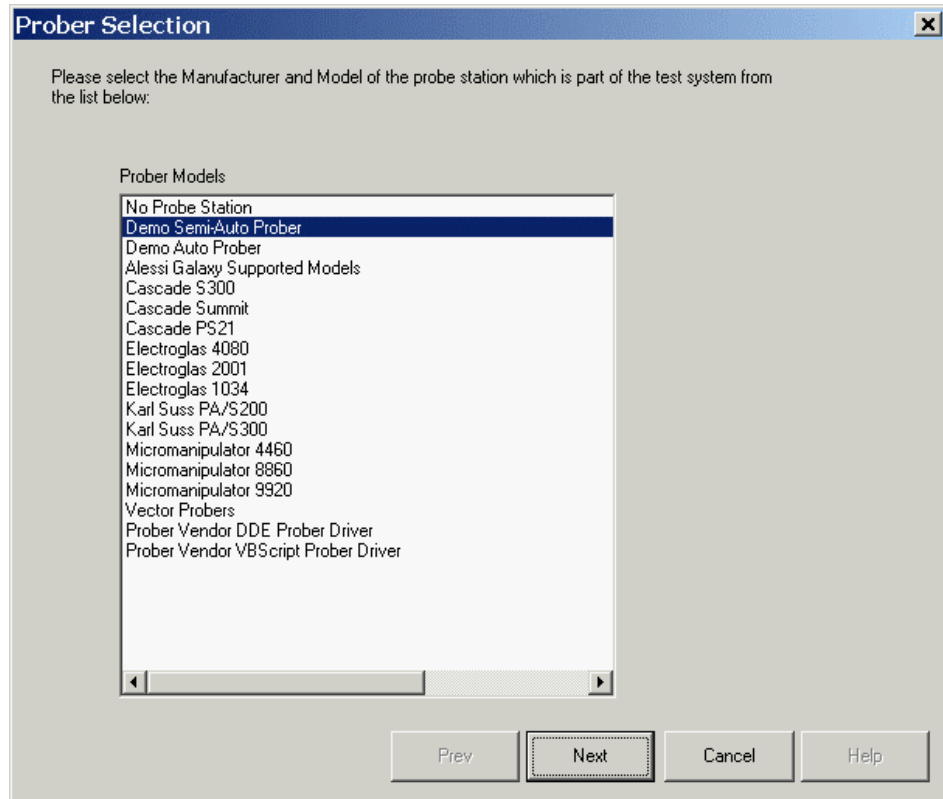 Prober Selection
Please select the Manufacturer and Model of the probe station which is part of the test system from
the list below:
Prober Models
No Probe Station
Demo Semi-Auto Prober
Demo Auto Prober
Alessi Galaxy Supported Models
Cascade S300
Cascade Summit
Cascade PS21
Electroglas 4080
Electroglas 2001
Electroglas 1034
Karl Suss PA/S200
Karl Suss PA/S300
Micromanipulator 4460
Micromanipulator 8860
Micromanipulator 9920
Vector Probers
Prober Vendor DDE Prober Driver
Prober Vendor VBScript Prober Driver
Prev Next Cancel Help